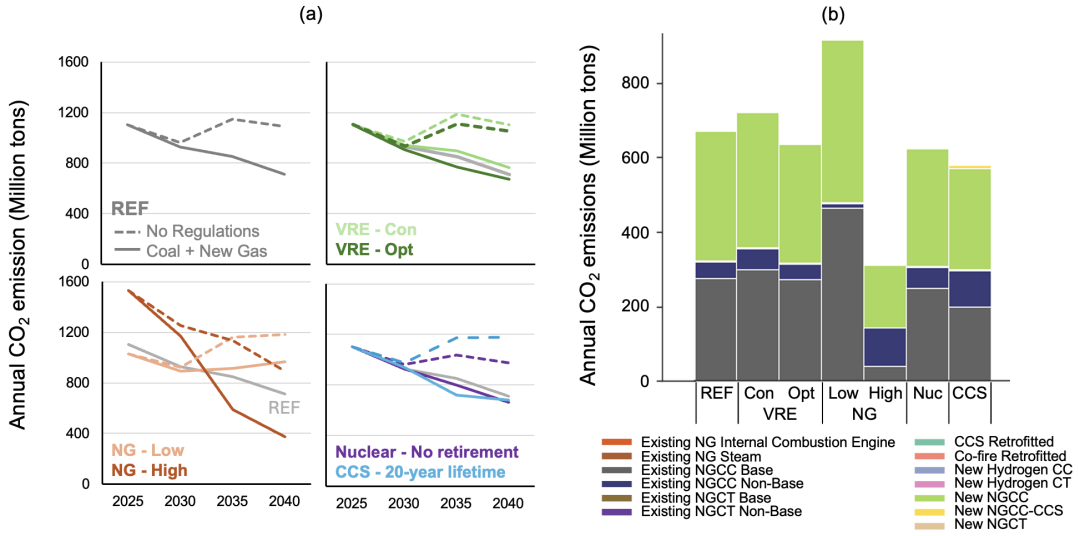 (a)
(b)
Annual CO2 emission (Million tons)
1600
1200
800
400
0
REF
No Regulations
Coal + New Gas
VRE - Con
VRE - Opt
1600
1200
800
400
0
REF
NG - Low
NG - High
Nuclear - No retirement
CCS - 20-year lifetime
2025 2030 2035 2040
2025 2030 2035 2040
Annual CO2 emissions (Million tons)
800
600
400
200
0
REF Con Opt Low High Nuc CCS
VRE NG
Existing NG Internal Combustion Engine
Existing NG Steam
Existing NGCC Base
Existing NGCC Non-Base
Existing NGCT Base
Existing NGCT Non-Base
CCS Retrofitted
Co-fire Retrofitted
New Hydrogen CC
New Hydrogen CT
New NGCC
New NGCC-CCS
New NGCT